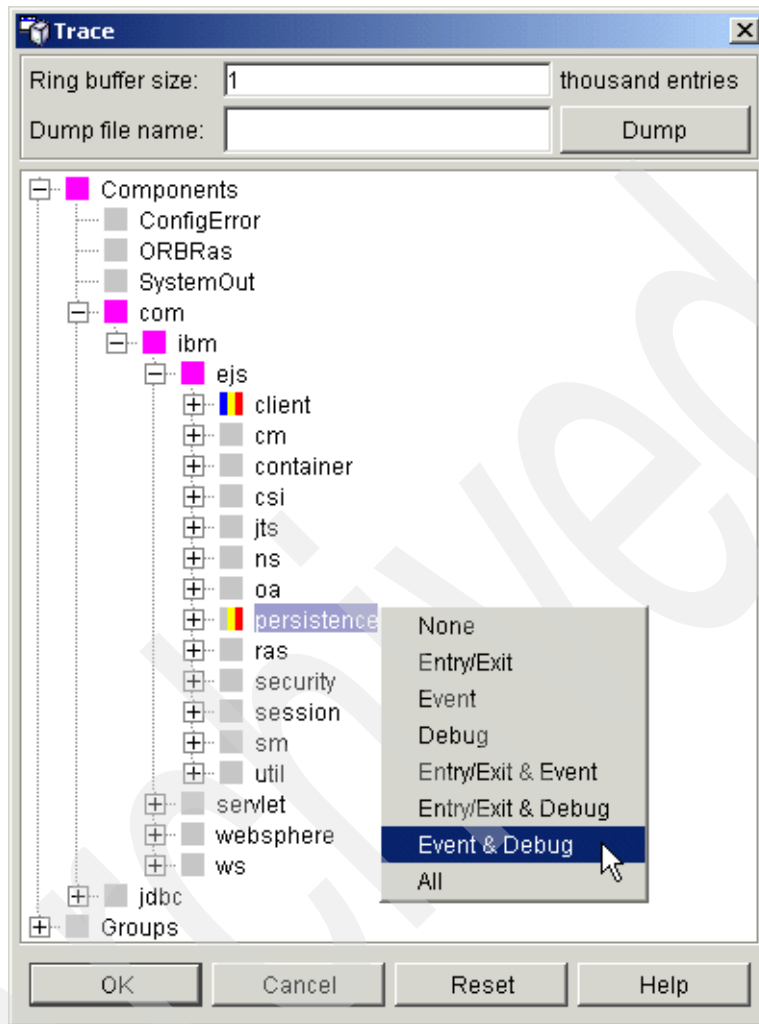 Trace
Ring buffer size: 1 thousand entries
Dump file name: Dump
Components
ConfigError
ORBRas
SystemOut
com
ibm
ejs
client
cm
container
csi
jts
ns
oa
persistence
ras
security
session
sm
util
servlet
websphere
ws
jdbc
Groups
None
Entry/Exit
Event
Debug
Entry/Exit & Event
Entry/Exit & Debug
Event & Debug
All
OK Cancel Reset Help
Archived